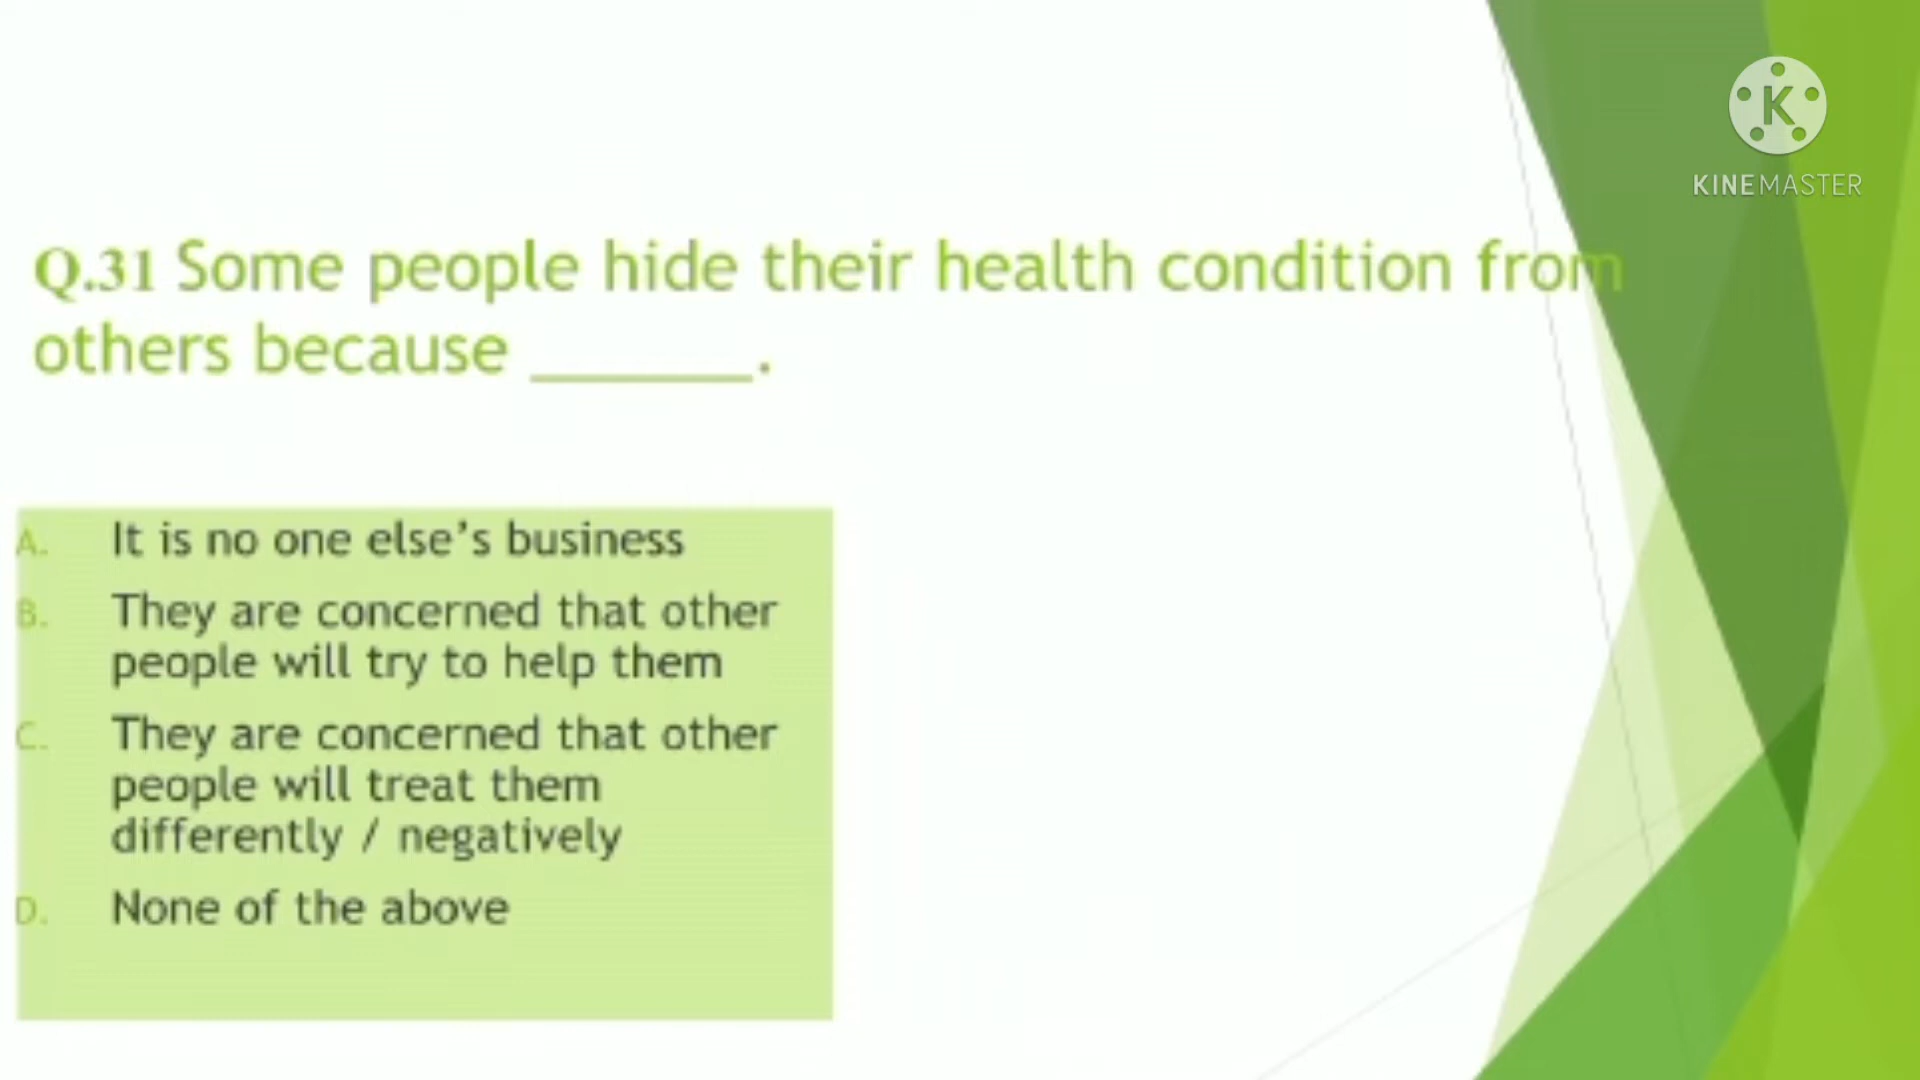 K
KINEMASTER
Q.31 Some people hide their health condition from
others because ______.
A. It is no one else’s business
B. They are concerned that other
people will try to help them
C. They are concerned that other
people will treat them
differently / negatively
D. None of the above